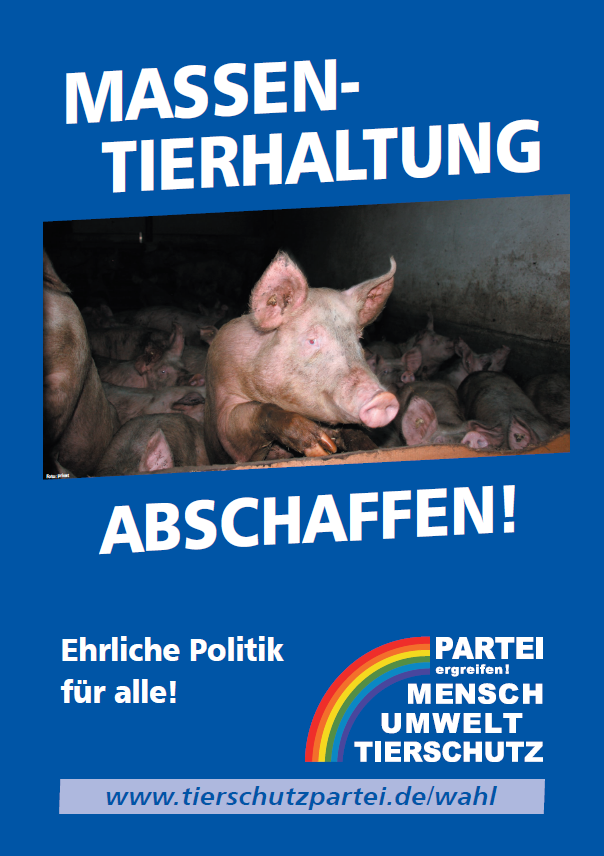 MASSEN-
TIERHALTUNG
Foto: privat
ABSCHAFFEN!
Ehrliche Politik
für alle!
PARTEI
ergreifen!
MENSCH
UMWELT
TIERSCHUTZ
www.tierschutzpartei.de/wahl